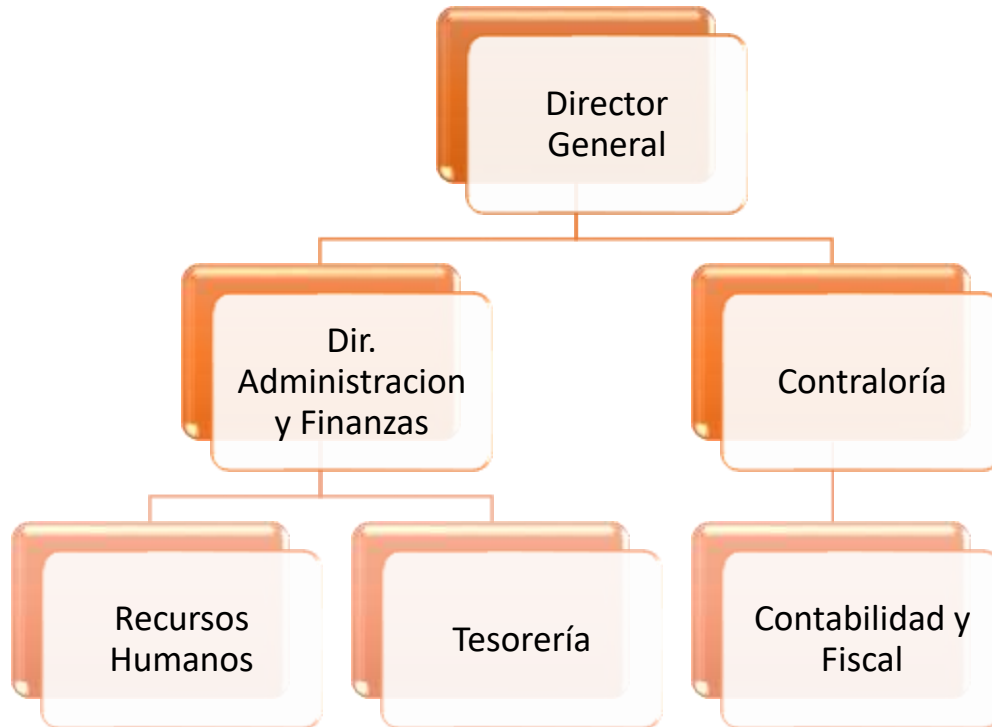 Director
General
Dir.
Administracion
y Finanzas
Contraloría
Recursos
Humanos
Tesorería
Contabilidad y
Fiscal